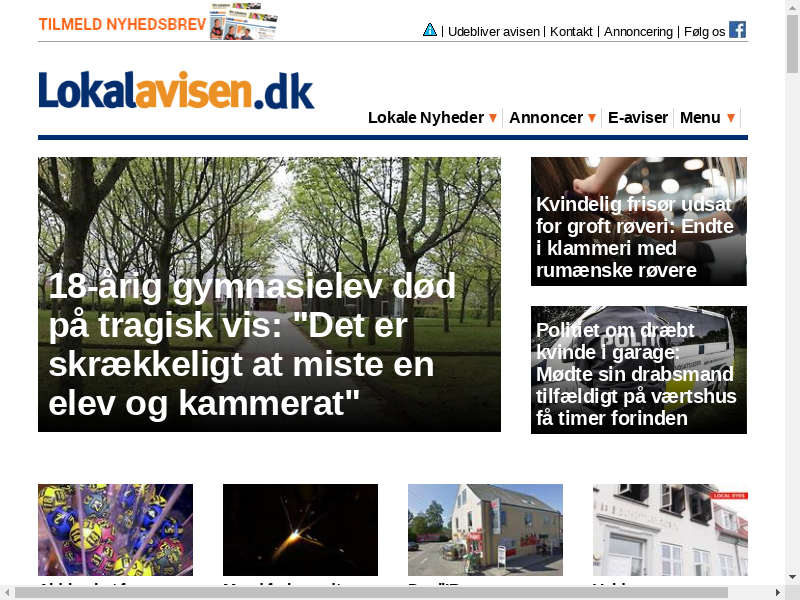 TILMELD NYHEDSBREV
| Udebliver avisen | Kontakt | Annoncering | Følg os
Lokalavisen.dk
Lokale Nyheder Annoncer E-aviser Menu
18-årig gymnasielev død
på tragisk vis: "Det er
skrækkeligt at miste en
elev og kammerat"
Kvindelig frisør udsat
for groft røveri: Endte
i klammeri med
rumænske røvere
POLITI
Politiet om dræbt
kvinde i garage:
Mødte sin drabsmand
tilfældigt på værtshus
få timer forinden
LOCAL EYES